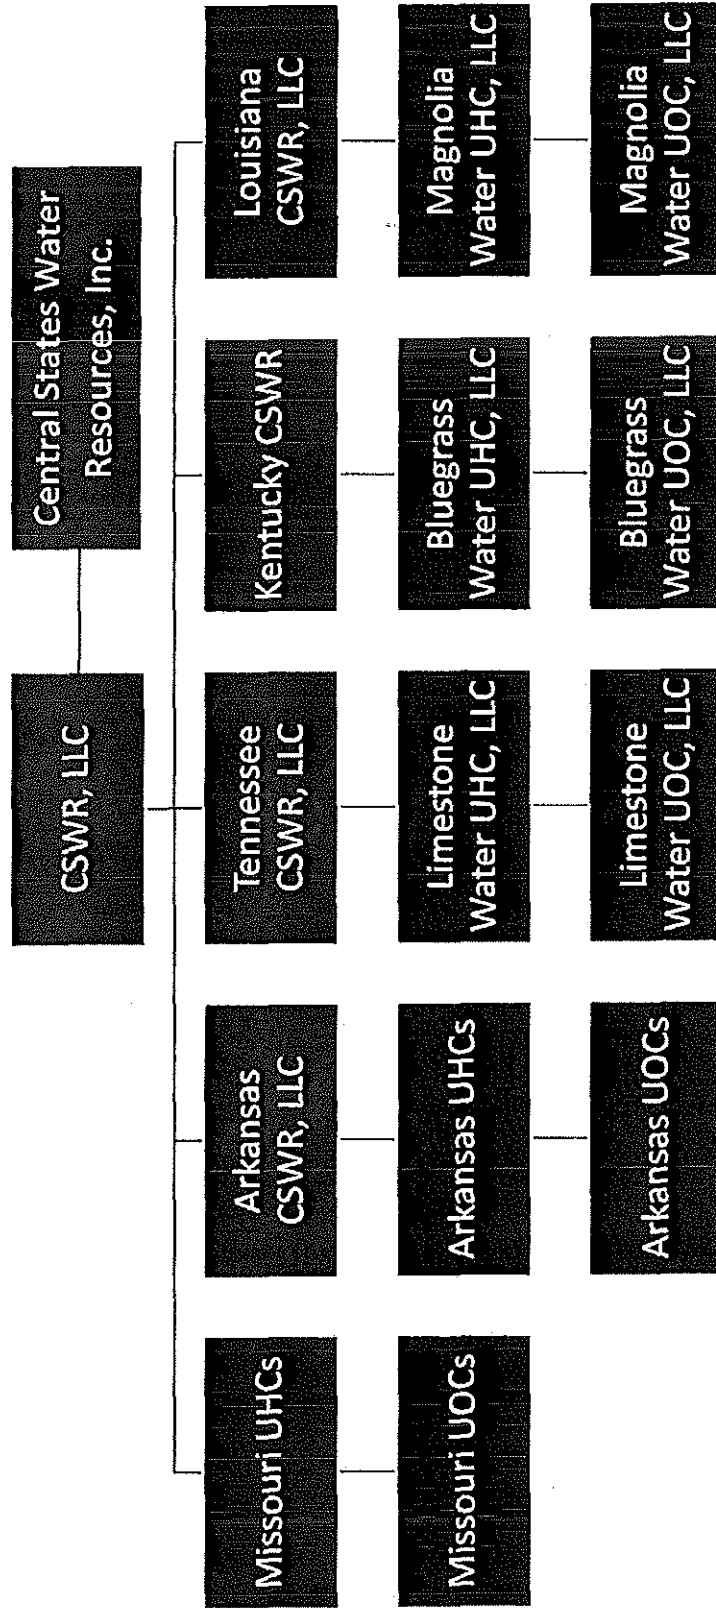 CSWR, LLC
Central States Water
Resources, Inc.
Missouri UHCs
Arkansas
CSWR, LLC
Tennessee
CSWR, LLC
Kentucky CSWR
Louisiana
CSWR, LLC
Missouri UOCs
Arkansas UHCs
Limestone
Water UHC, LLC
Bluegrass
Water UHC, LLC
Magnolia
Water UHC, LLC
Arkansas UOCs
Limestone
Water UOC, LLC
Bluegrass
Water UOC, LLC
Magnolia
Water UOC, LLC